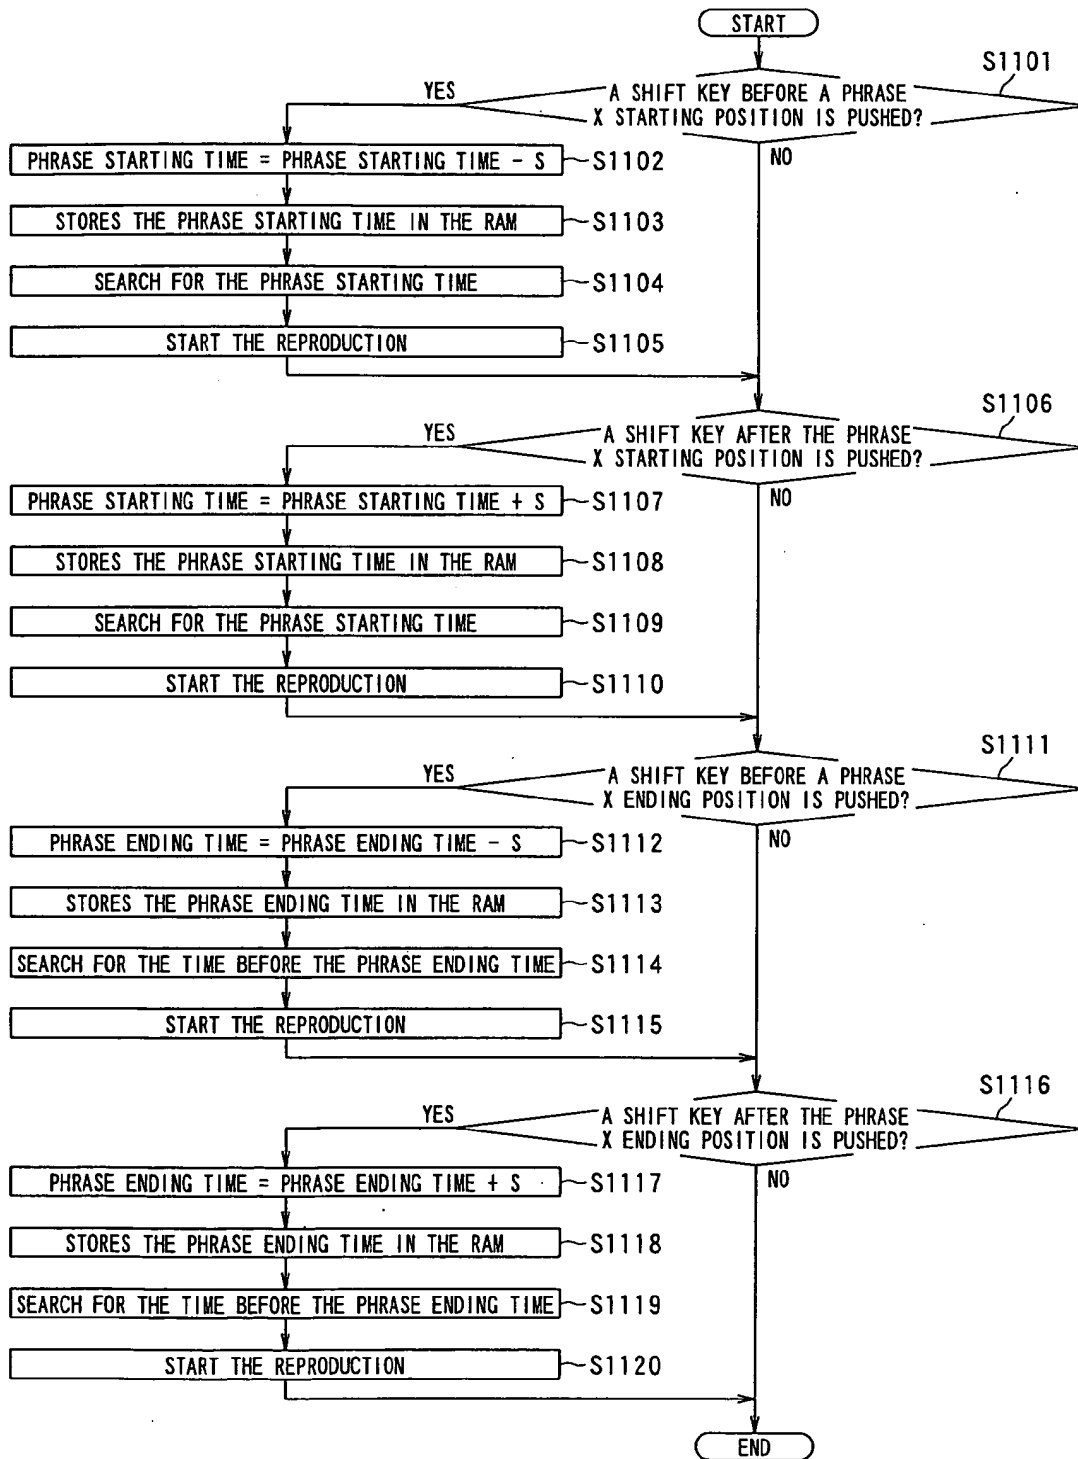 START
S1101
YES
A SHIFT KEY BEFORE A PHRASE
X STARTING POSITION IS PUSHED?
NO
PHRASE STARTING TIME = PHRASE STARTING TIME - S
S1102
STORES THE PHRASE STARTING TIME IN THE RAM
S1103
SEARCH FOR THE PHRASE STARTING TIME
S1104
START THE REPRODUCTION
S1105
S1106
YES
A SHIFT KEY AFTER THE PHRASE
X STARTING POSITION IS PUSHED?
NO
PHRASE STARTING TIME = PHRASE STARTING TIME + S
S1107
STORES THE PHRASE STARTING TIME IN THE RAM
S1108
SEARCH FOR THE PHRASE STARTING TIME
S1109
START THE REPRODUCTION
S1110
S1111
YES
A SHIFT KEY BEFORE A PHRASE
X ENDING POSITION IS PUSHED?
NO
PHRASE ENDING TIME = PHRASE ENDING TIME - S
S1112
STORES THE PHRASE ENDING TIME IN THE RAM
S1113
SEARCH FOR THE TIME BEFORE THE PHRASE ENDING TIME
S1114
START THE REPRODUCTION
S1115
S1116
YES
A SHIFT KEY AFTER THE PHRASE
X ENDING POSITION IS PUSHED?
NO
PHRASE ENDING TIME = PHRASE ENDING TIME + S
S1117
STORES THE PHRASE ENDING TIME IN THE RAM
S1118
SEARCH FOR THE TIME BEFORE THE PHRASE ENDING TIME
S1119
START THE REPRODUCTION
S1120
END